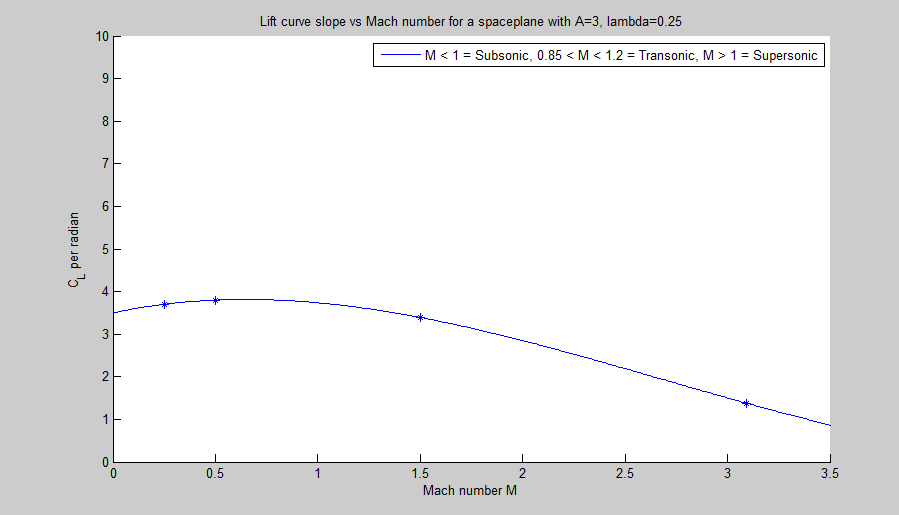 Lift curve slope vs Mach number for a spaceplane with A=3, lambda=0.25
M < 1 = Subsonic, 0.85 < M < 1.2 = Transonic, M > 1 = Supersonic
10
9
8
7
6
5
4
3
2
1
0
C_L per radian
0 0.5 1 1.5 2 2.5 3 3.5
Mach number M